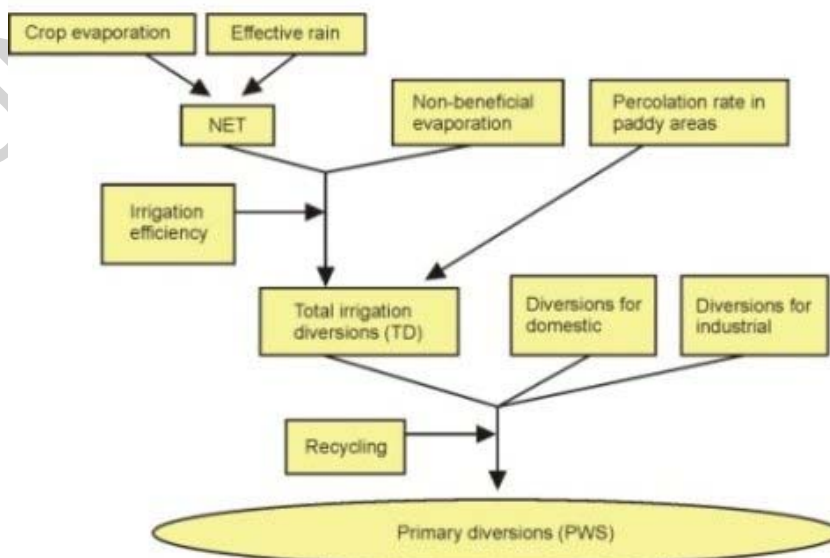 Crop evaporation
Effective rain
NET
Non-beneficial
evaporation
Percolation rate in
paddy areas
Irrigation
efficiency
Total irrigation
diversions (TD)
Diversions for
domestic
Diversions for
industrial
Recycling
Primary diversions (PWS)